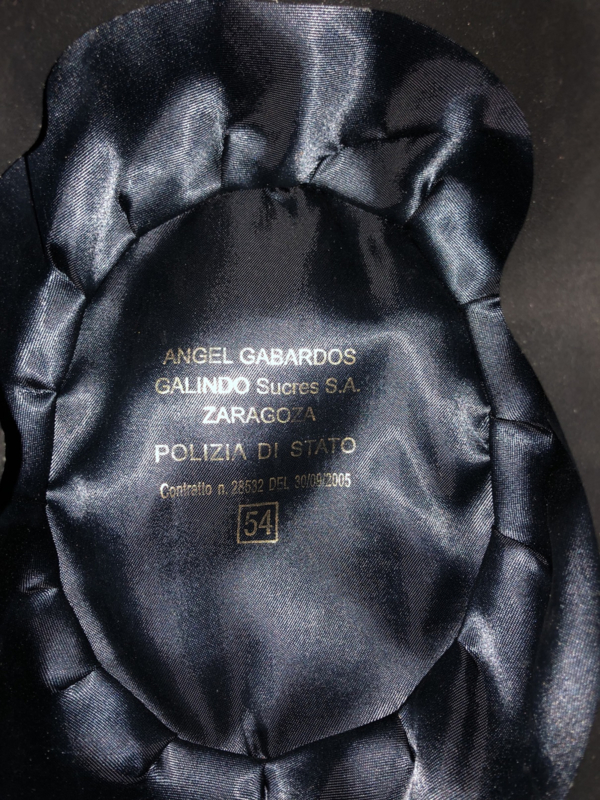 ANGEL GABARDOS
GALINDO Sucres S.A.
ZARAGOZA
POLIZIA DI STATO
Contratto n. 28532 DEL 30/09/2005
54